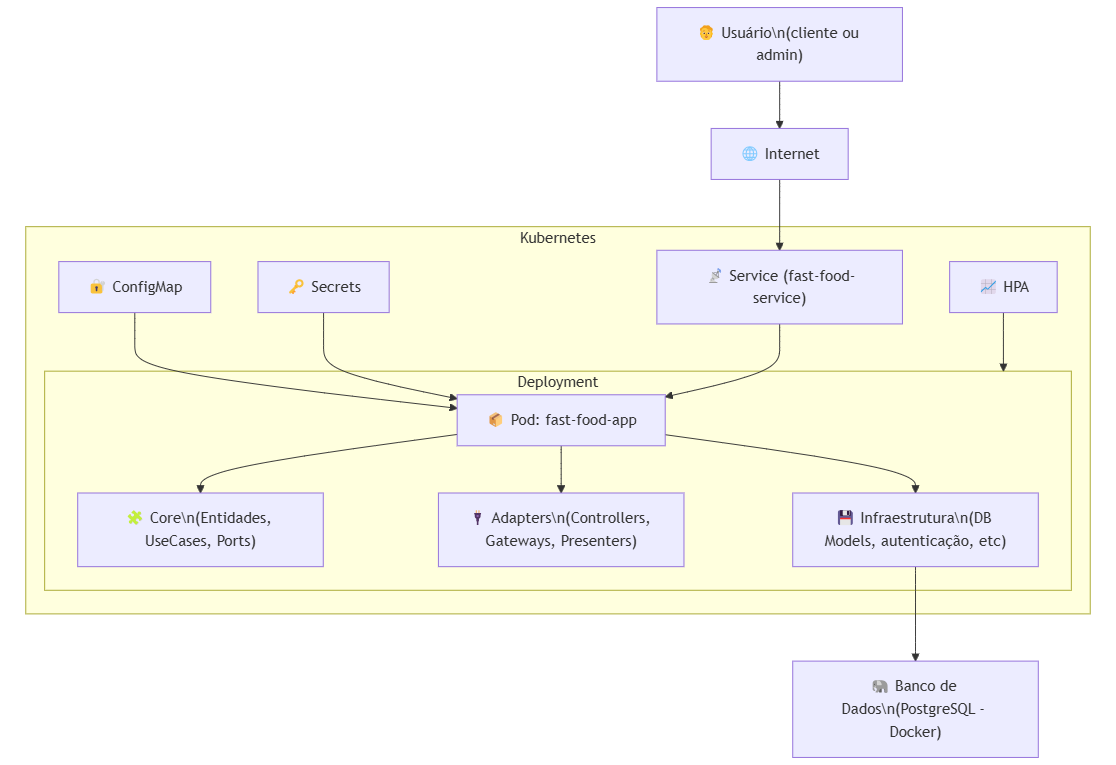 Usuário\n(cliente ou
admin)
Internet
Kubernetes
ConfigMap
Secrets
Service (fast-food-
service)
HPA
Deployment
Pod: fast-food-app
Core\n(Entidades,
UseCases, Ports)
Adapters\n(Controllers,
Gateways, Presenters)
Infraestrutura\n(DB
Models, autenticação, etc)
Banco de
Dados\n(PostgreSQL -
Docker)